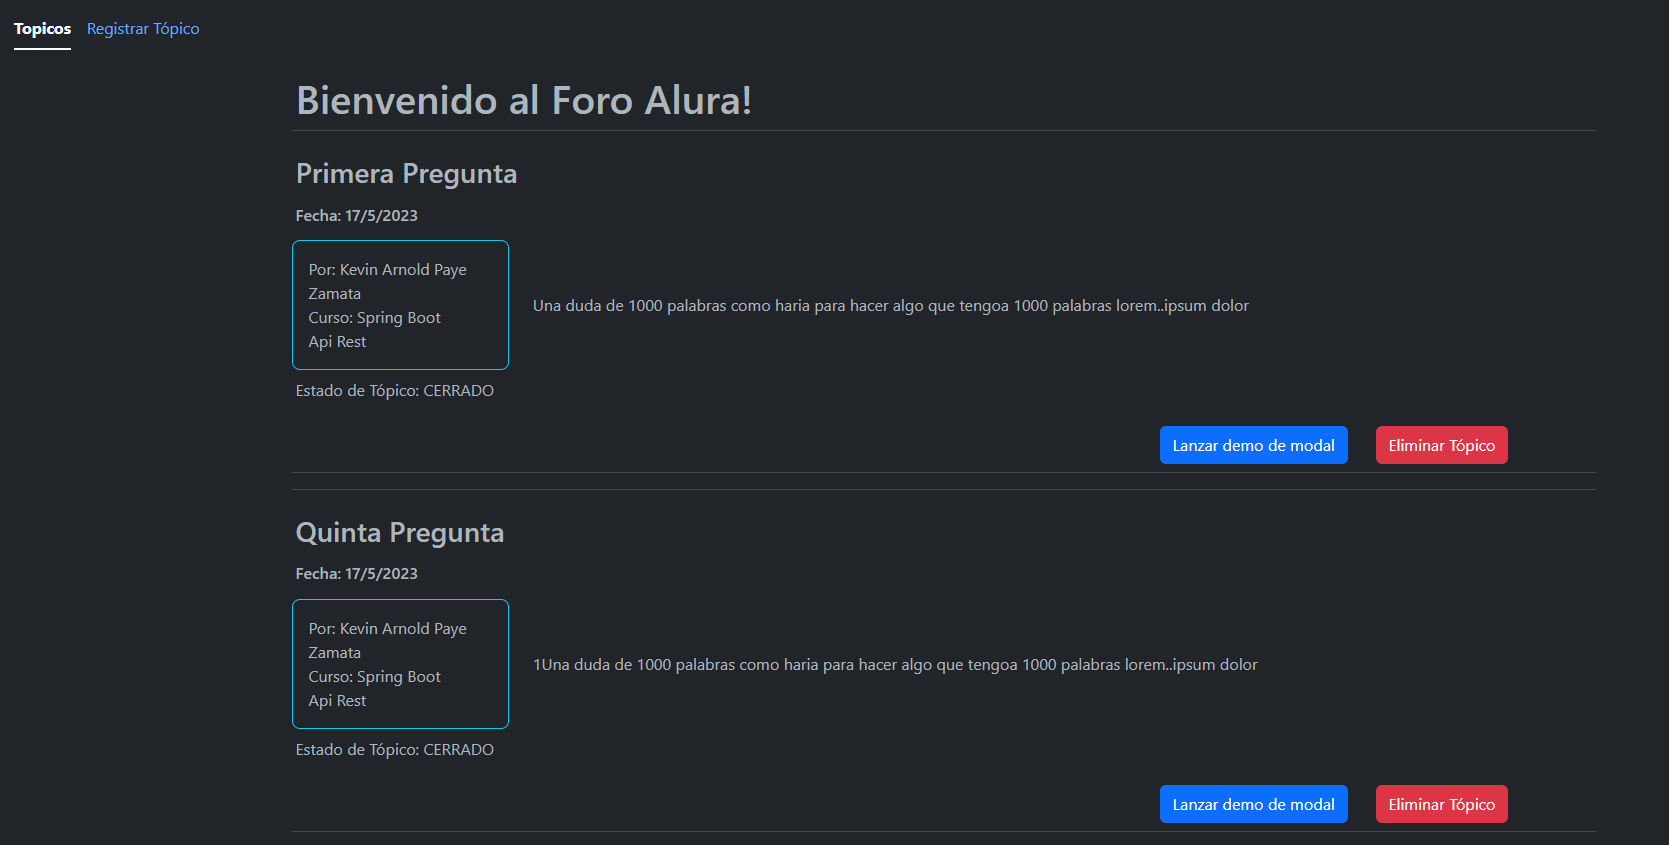 Topicos Registrar Tópico
Bienvenido al Foro Alura!
Primera Pregunta
Fecha: 17/5/2023
Por: Kevin Arnold Paye
Zamata
Curso: Spring Boot
Api Rest
Una duda de 1000 palabras como haria para hacer algo que tengoa 1000 palabras lorem..ipsum dolor
Estado de Tópico: CERRADO
Lanzar demo de modal Eliminar Tópico
Quinta Pregunta
Fecha: 17/5/2023
Por: Kevin Arnold Paye
Zamata
Curso: Spring Boot
Api Rest
1Una duda de 1000 palabras como haria para hacer algo que tengoa 1000 palabras lorem..ipsum dolor
Estado de Tópico: CERRADO
Lanzar demo de modal Eliminar Tópico